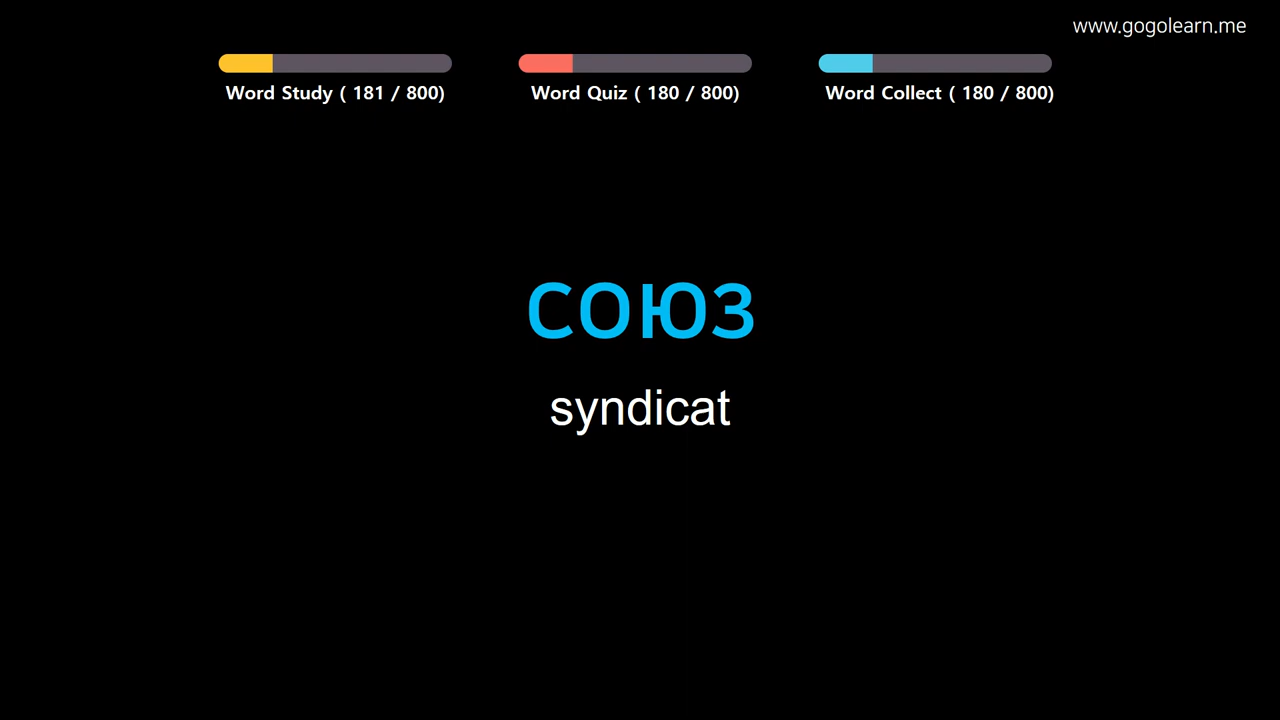 www.gogolearn.me
Word Study ( 181 / 800)
Word Quiz ( 180 / 800)
Word Collect ( 180 / 800)
союз
syndicat